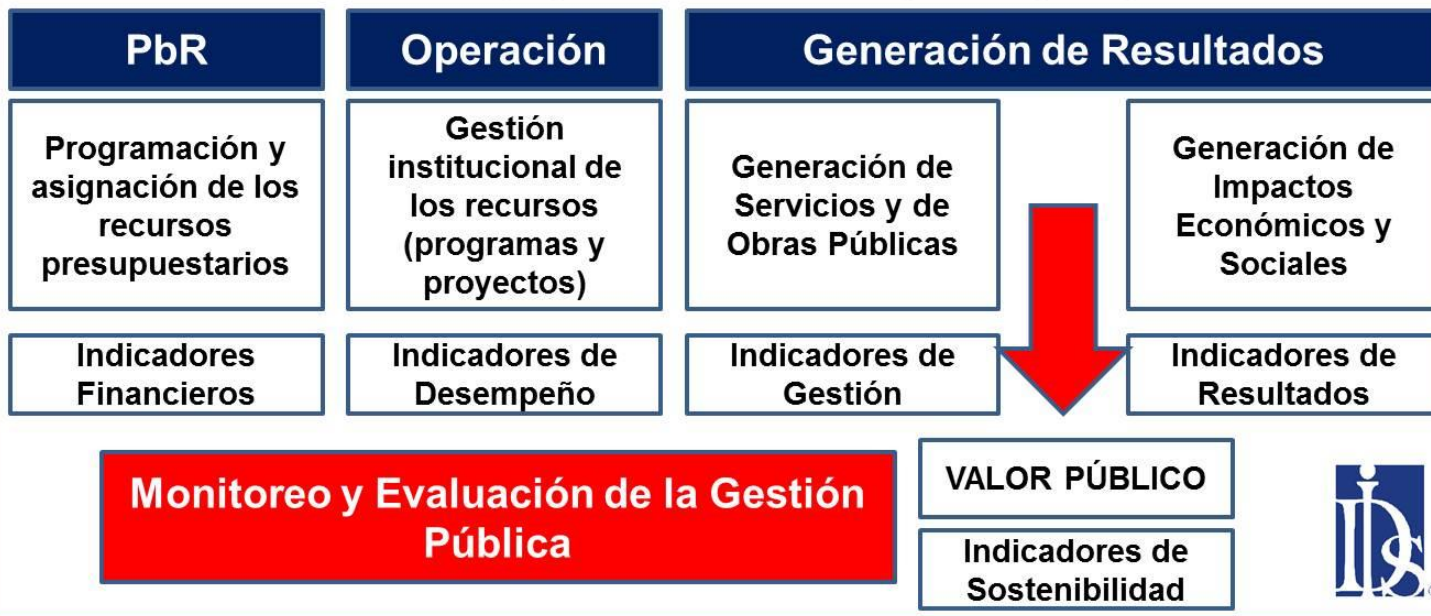 PbR
Operación
Generación de Resultados
Programación y
asignación de los
recursos
presupuestarios
Gestión
institucional de
los recursos
(programas y
proyectos)
Generación de
Servicios y de
Obras Públicas
Generación de
Impactos
Económicos y
Sociales
Indicadores
Financieros
Indicadores de
Desempeño
Indicadores de
Gestión
Indicadores de
Resultados
Monitoreo y Evaluación de la Gestión
Pública
VALOR PÚBLICO
Indicadores de
Sostenibilidad
IDS